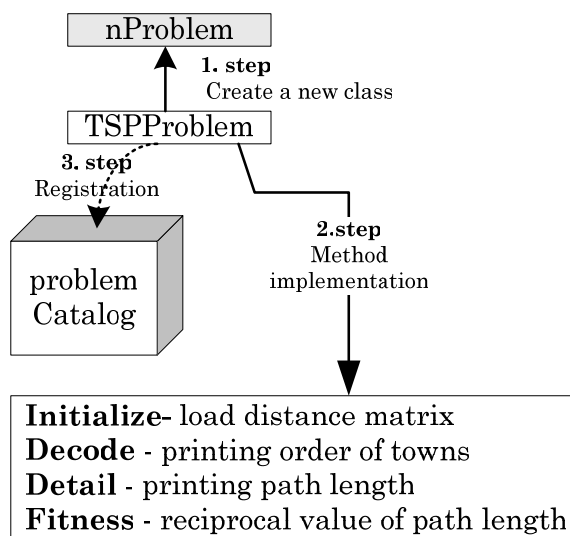 nProblem
1. step
Create a new class
TSPProblem
3. step
Registration
2.step
Method
implementation
problem
Catalog
Initialize- load distance matrix
Decode - printing order of towns
Detail - printing path length
Fitness - reciprocal value of path length